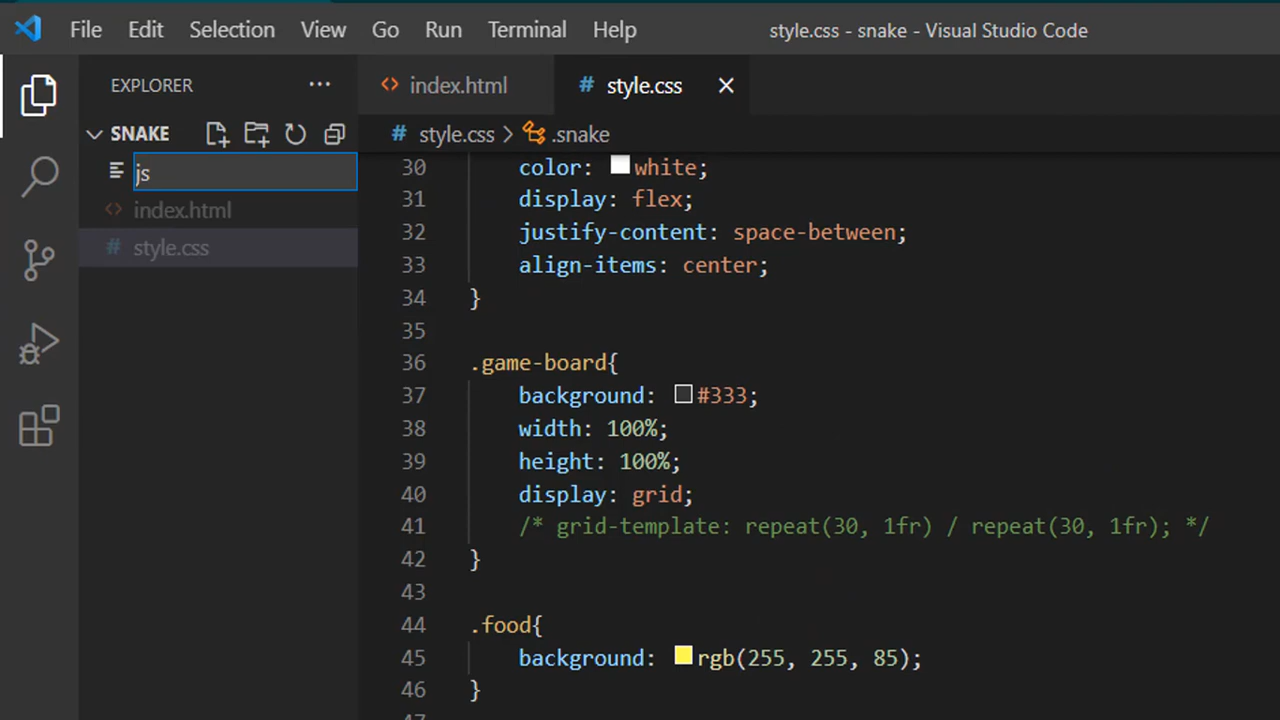 File Edit Selection View Go Run Terminal Help style.css - snake - Visual Studio Code
EXPLORER ...
index.html
# style.css ×
SNAKE
# style.css > .snake
js
index.html
# style.css
30 color: white;
31 display: flex;
32 justify-content: space-between;
33 align-items: center;
34 }
35
36 .game-board{
37 background: #333;
38 width: 100%;
39 height: 100%;
40 display: grid;
41 /* grid-template: repeat(30, 1fr) / repeat(30, 1fr); */
42 }
43
44 .food{
45 background: rgb(255, 255, 85);
46 }